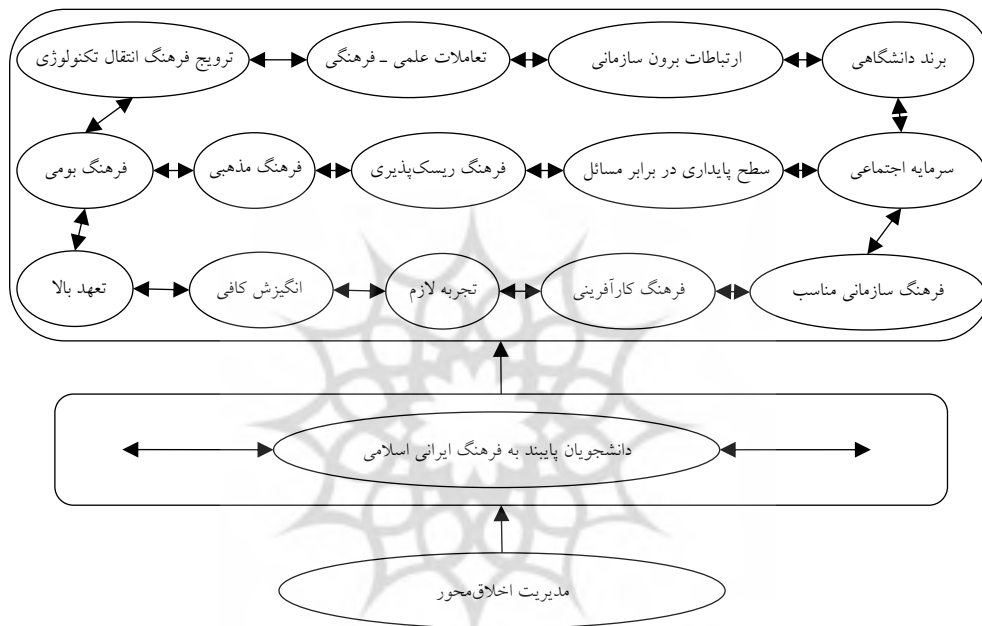 برند دانشگاهی
ارتباطات برون سازمانی
تعاملات علمی - فرهنگی
ترویج فرهنگ انتقال تکنولوژی
سرمایه اجتماعی
سطح پایداری در برابر مسائل
فرهنگ ریسک‌پذیری
فرهنگ مذهبی
فرهنگ بومی
فرهنگ سازمانی مناسب
فرهنگ کارآفرینی
تجربه لازم
انگیزش کافی
تعهد بالا
دانشجویان پایبند به فرهنگ ایرانی اسلامی
مدیریت اخلاق‌محور